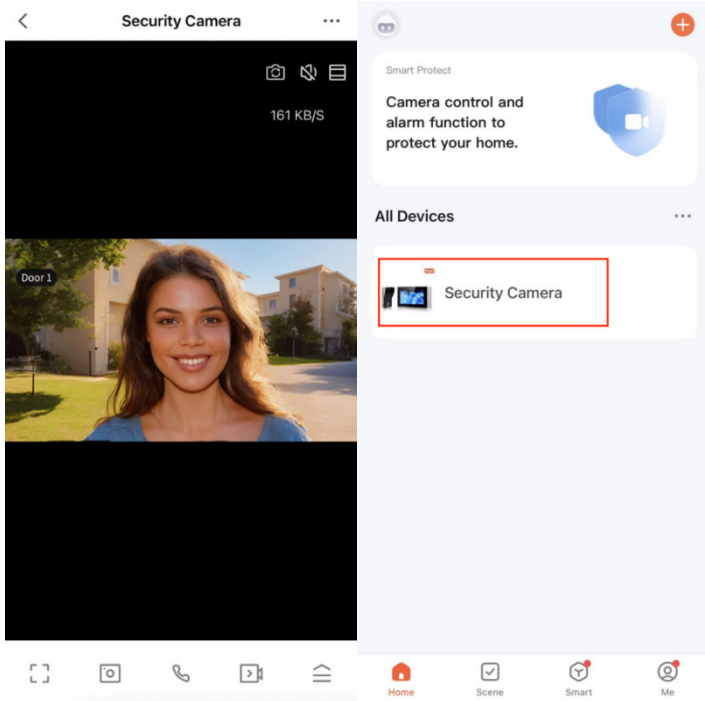 Security Camera
161 KB/S
Door 1
Smart Protect
Camera control and
alarm function to
protect your home.
All Devices
Security Camera
Home
Scene
Smart
Me